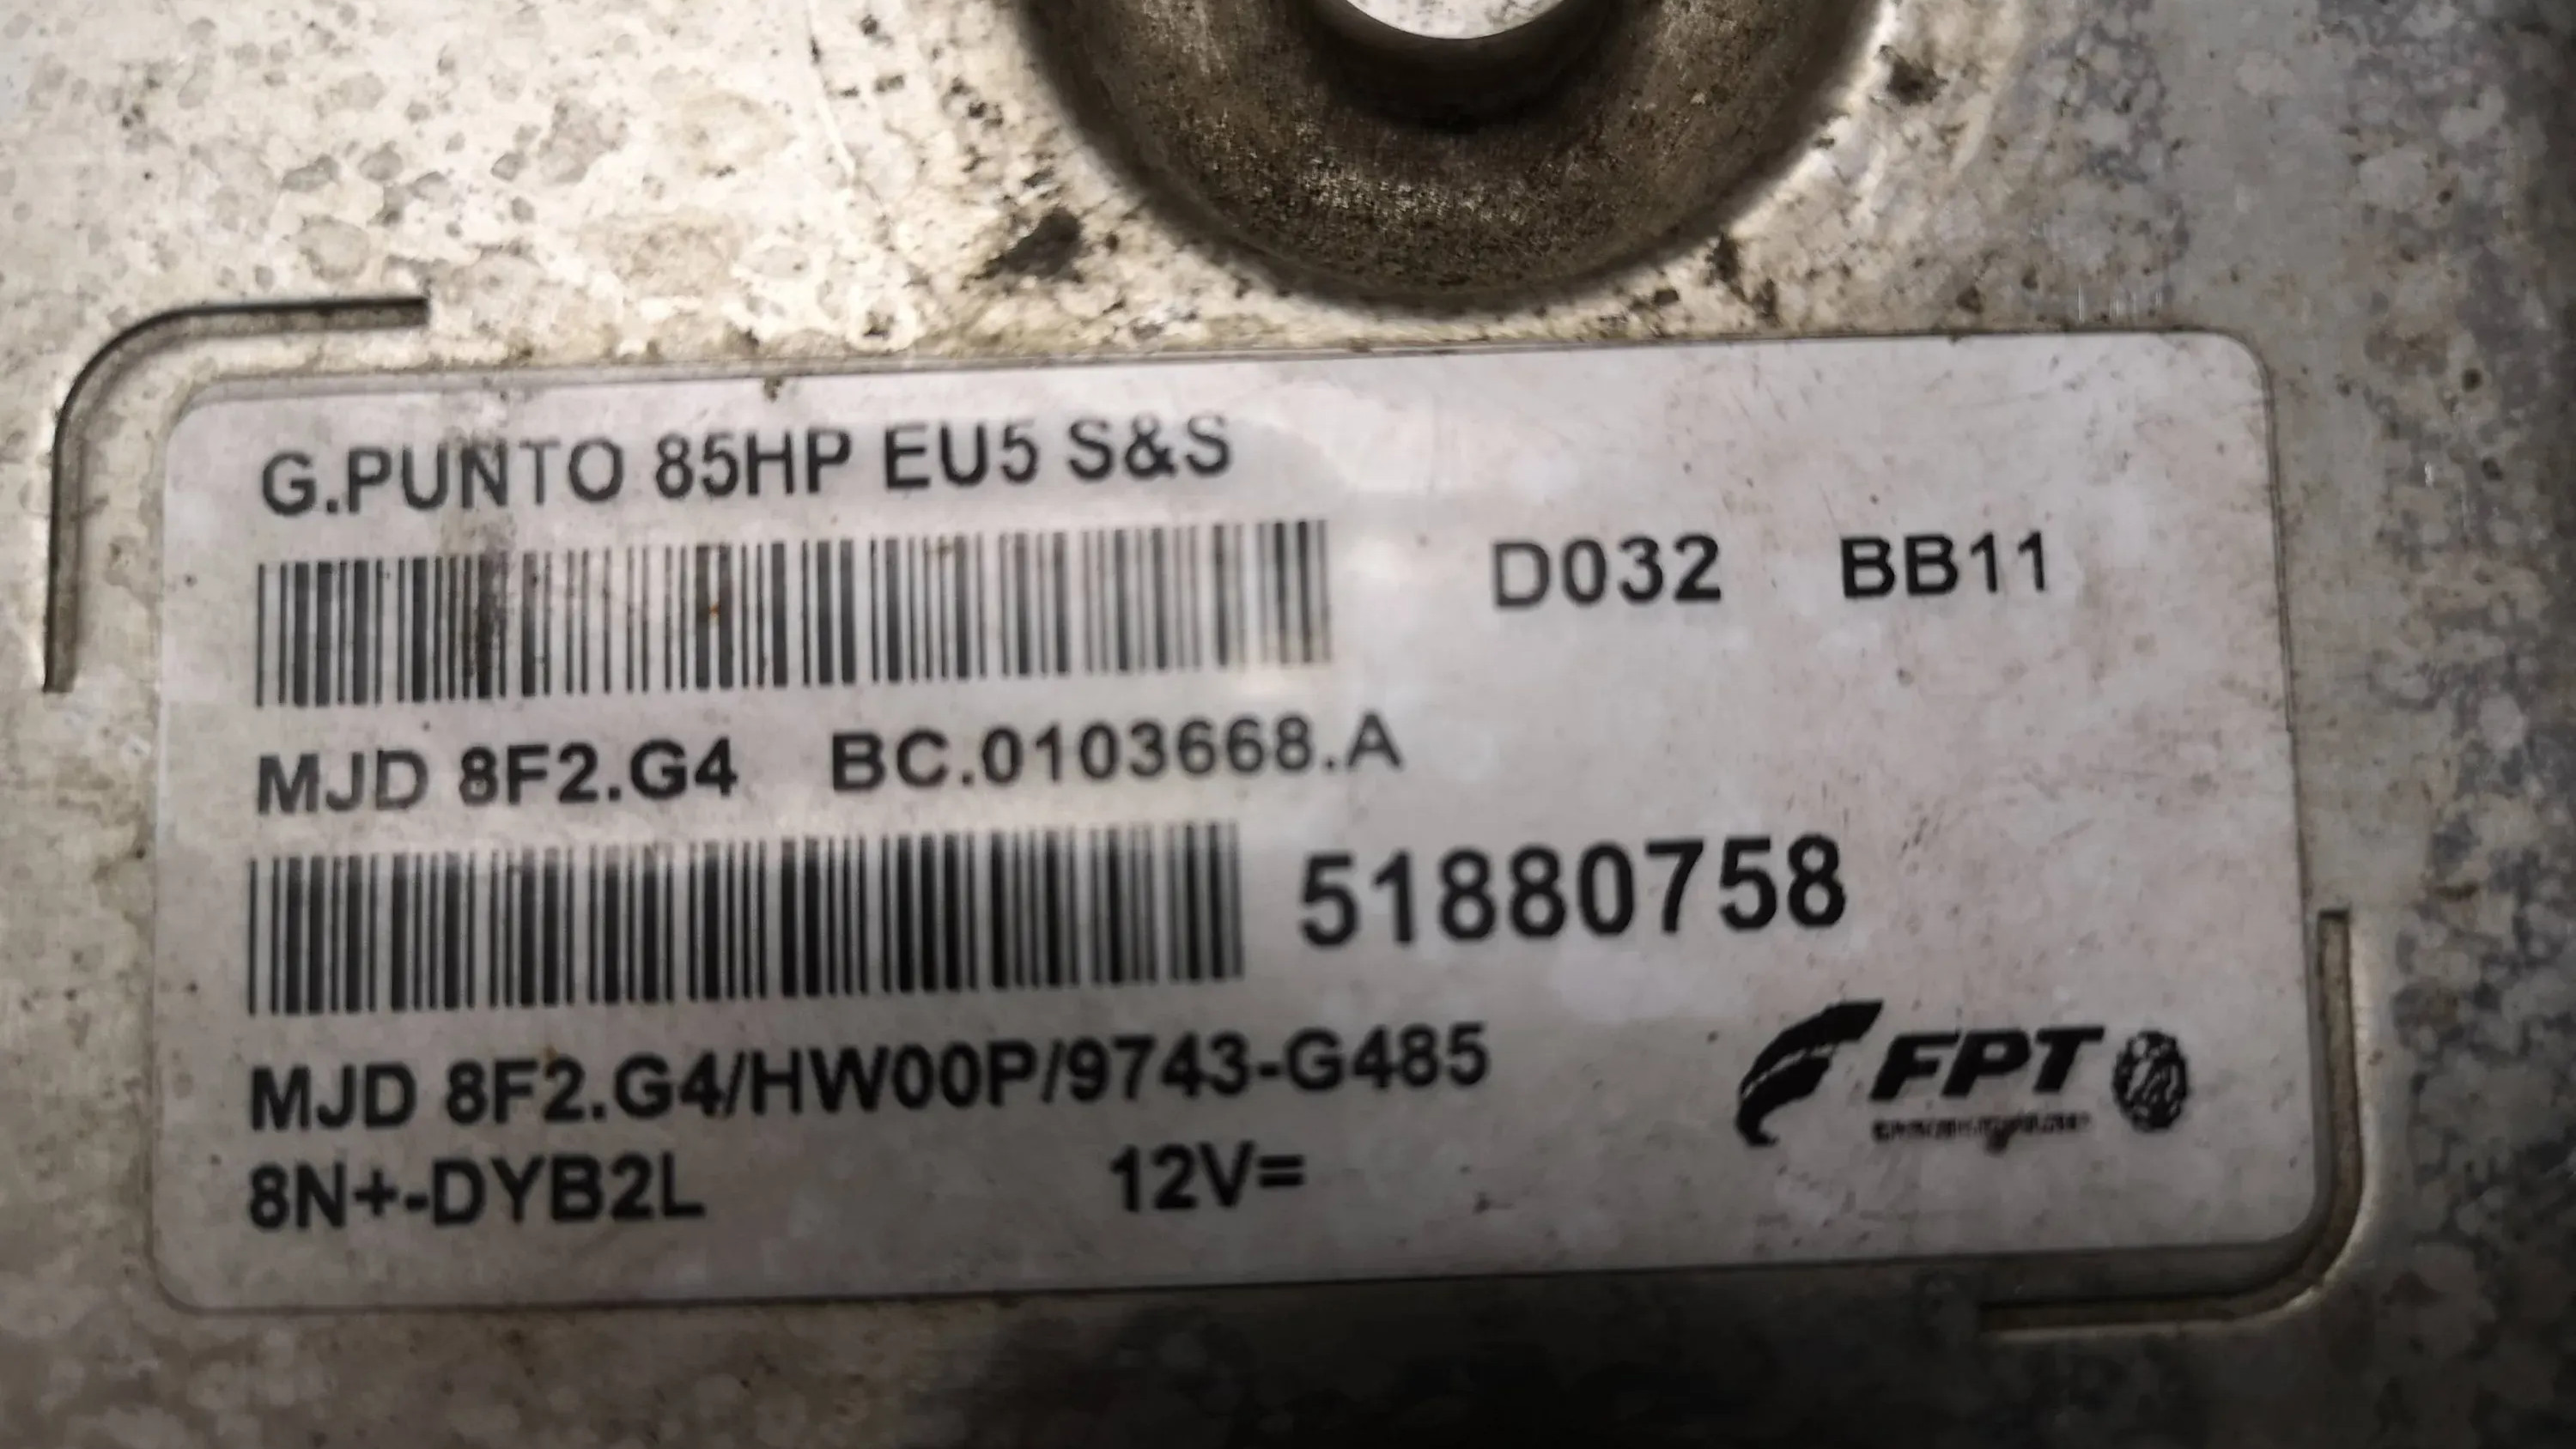 G.PUNTO 85HP EU5 S&S
D032 BB11
MJD 8F2.G4 BC.0103668.A
51880758
MJD 8F2.G4/HW00P/9743-G485
FPT
8N+-DYB2L 12V=